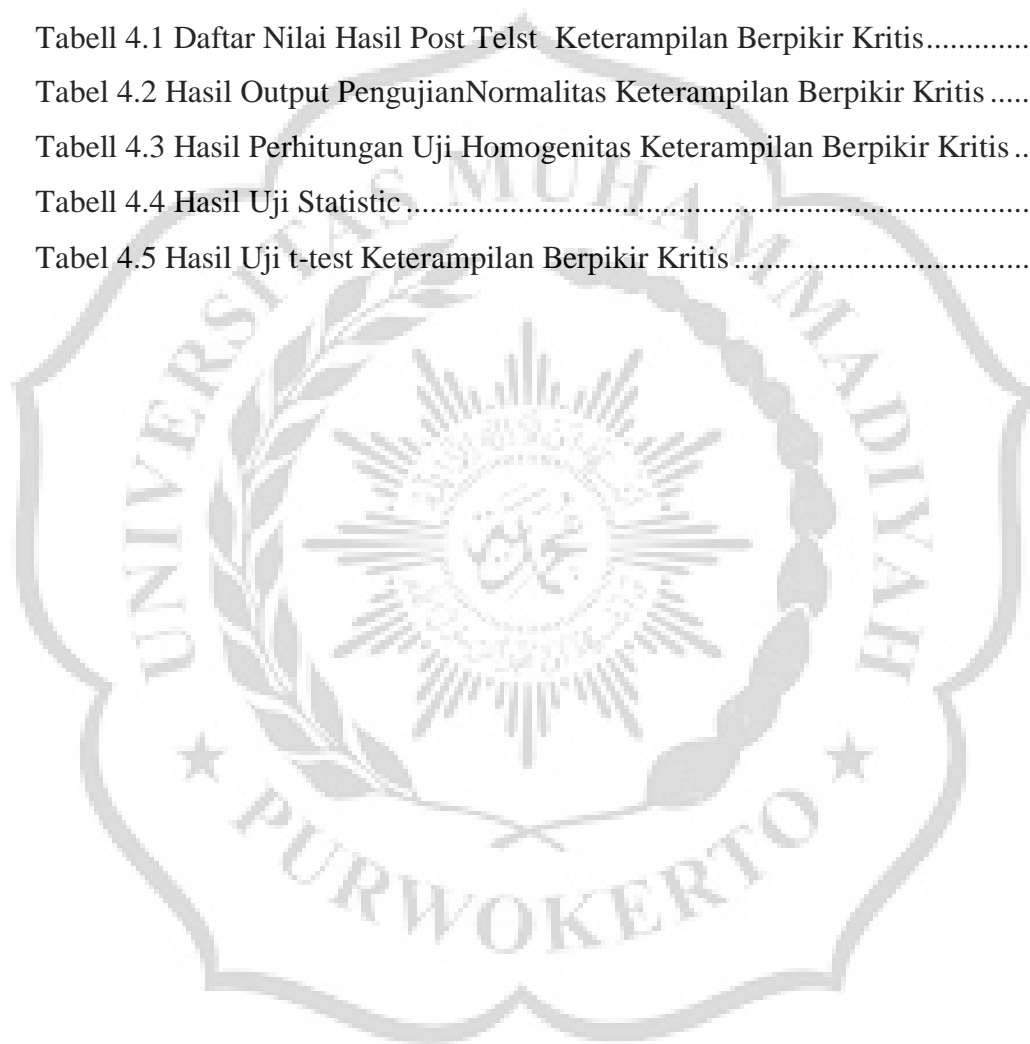 Tabell 4.1 Daftar Nilai Hasil Post Telst Keterampilan Berpikir Kritis.............
Tabel 4.2 Hasil Output PengujianNormalitas Keterampilan Berpikir Kritis .....
Tabell 4.3 Hasil Perhitungan Uji Homogenitas Keterampilan Berpikir Kritis ..
Tabell 4.4 Hasil Uji Statistic..............................................................................
Tabel 4.5 Hasil Uji t-test Keterampilan Berpikir Kritis .....................................
UNIVERSITAS MUHAMMADIYAH
PURWOKERTO